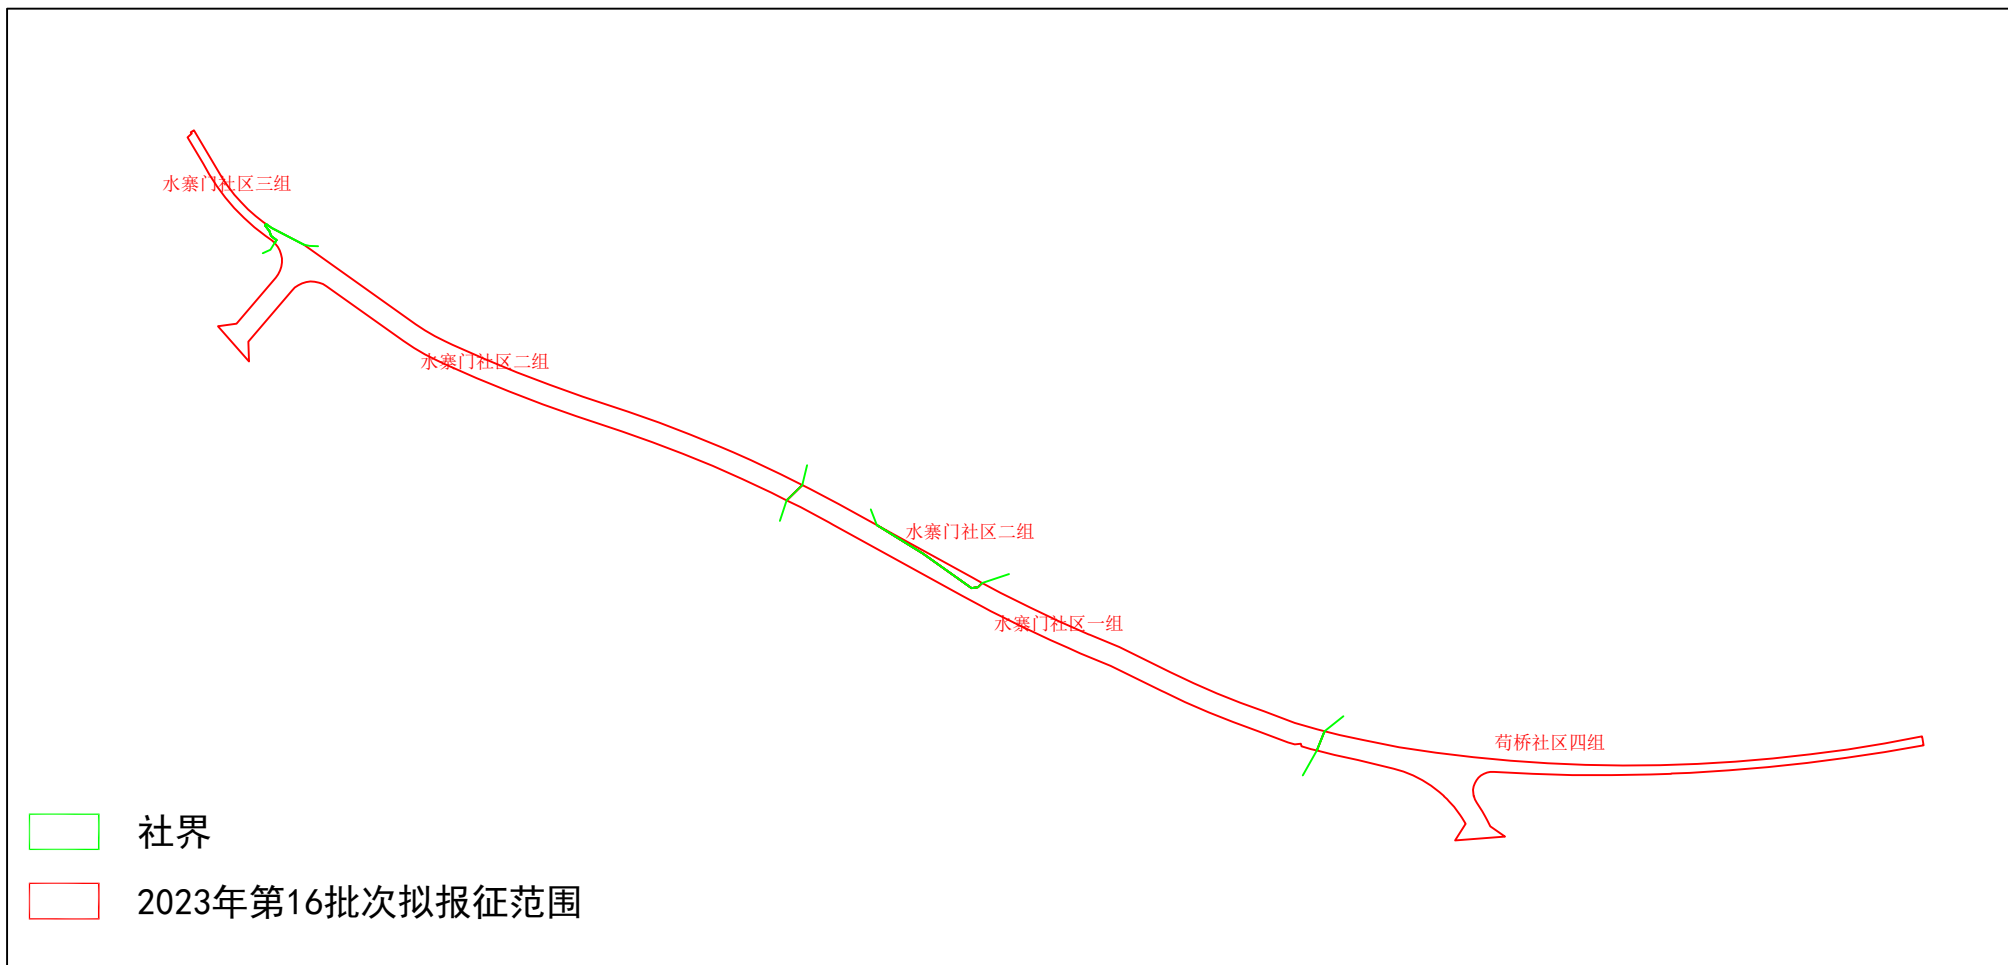 水寨门社区三组
水寨门社区二组
水寨门社区二组
水寨门社区一组
苟桥社区四组
社界
2023年第16批次拟报征范围